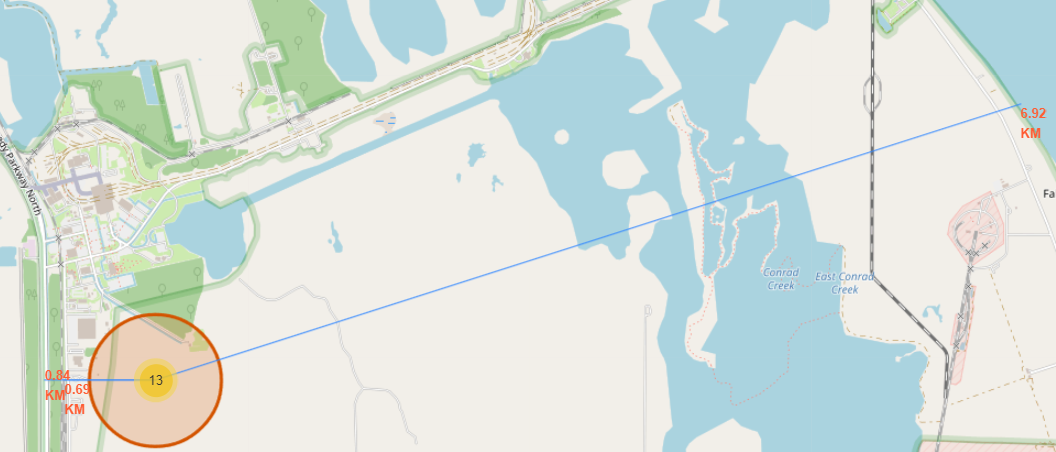 dy Parkway North
6.92
KM
Fa
Conrad
Creek
East Conrad
Creek
0.84
KM
0.69
KM
13